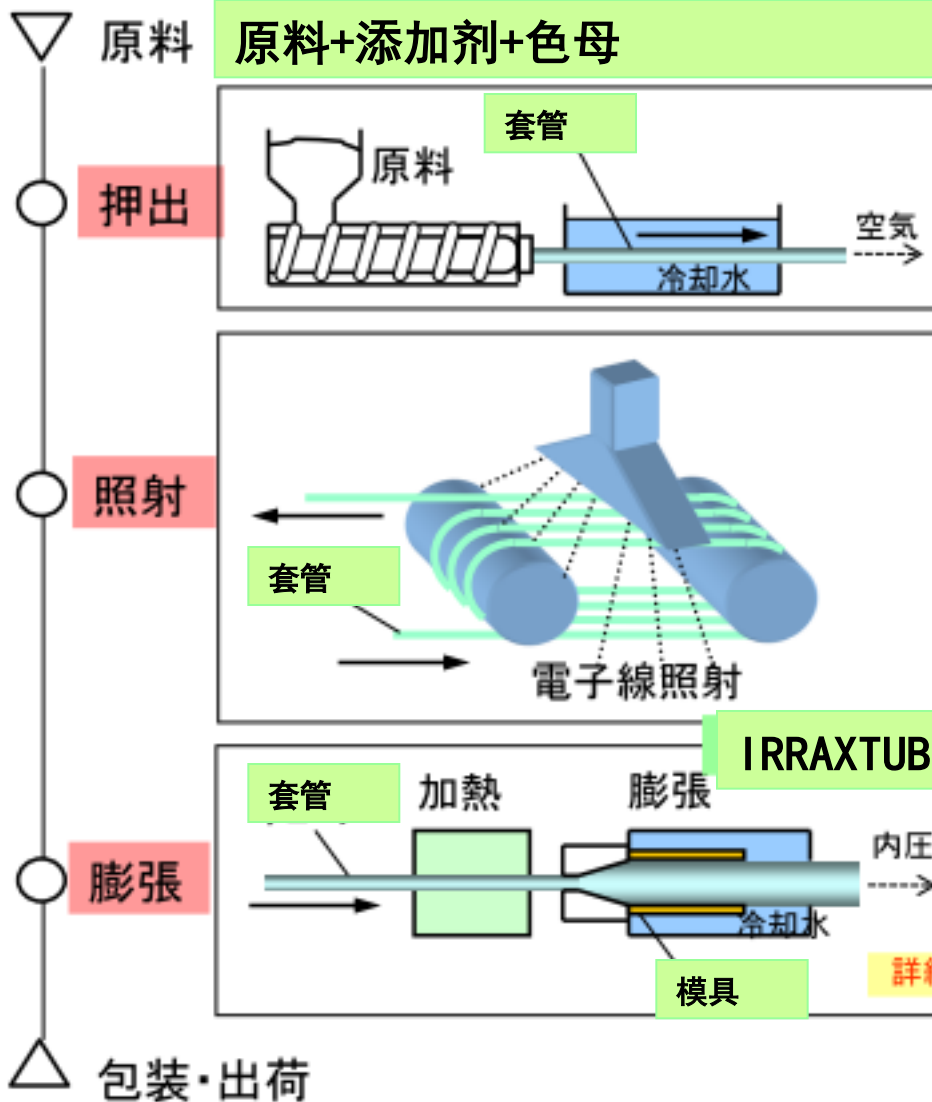 原料
原料+添加剂+色母
押出
原料
套管
空気
冷却水
照射
套管
電子線照射
IRRAXTUB
膨張
套管
加熱
膨張
内圧
冷却水
模具
包装・出荷